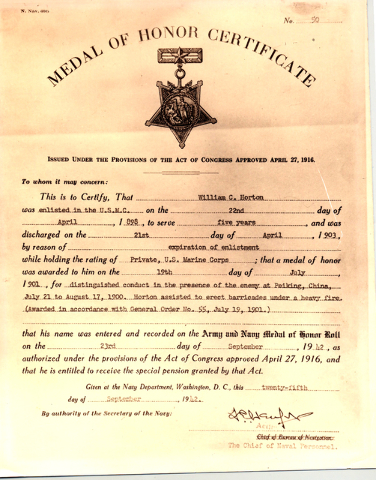 No. 50
MEDAL OF HONOR CERTIFICATE
ISSUED UNDER THE PROVISIONS OF THE ACT OF CONGRESS APPROVED APRIL 27, 1916.
To whom it may concern:
This is to Certify, That William C. Horton
was enlisted in the U.S.M.C. on the 22nd day of
April, 1898, to serve five years, and was
discharged on the 21st day of April, 1903,
by reason of expiration of enlistment
while holding the rating of Private, U.S. Marine Corps; that a medal of honor
was awarded to him on the 19th day of July,
1901, for distinguished conduct in the presence of the enemy at Peiking, China,
July 21 to August 17, 1900. Horton assisted to erect barricades under a heavy fire.
(Awarded in accordance with General Order No. 55, July 19, 1901.)
that his name was entered and recorded on the Army and Navy Medal of Honor Roll
on the 23rd day of September, 1942, as
authorized under the provisions of the Act of Congress approved April 27, 1916, and
that he is entitled to receive the special pension granted by that Act.
Given at the Navy Department, Washington, D. C., this twenty-fifth
day of September, 1942.
By authority of the Secretary of the Navy:
Chief of Bureau of Navigation.
The Chief of Naval Personnel.